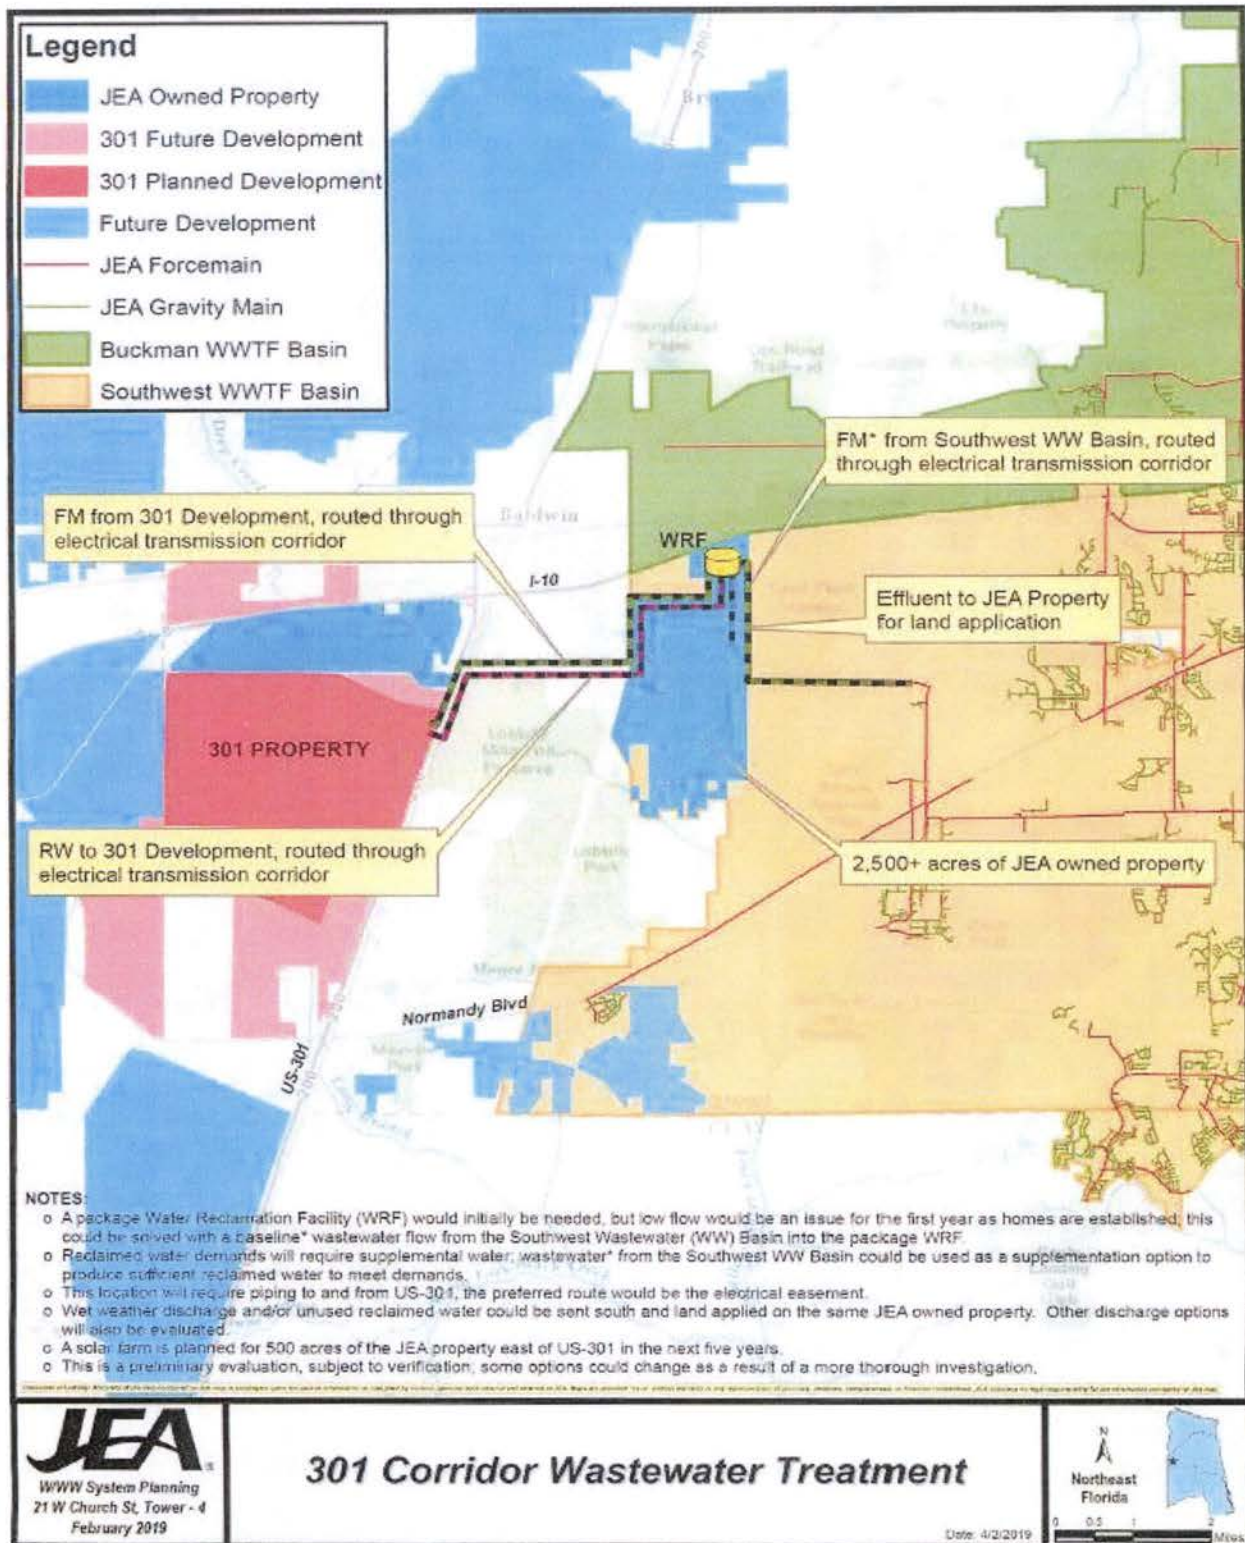 Legend
JEA Owned Property
301 Future Development
301 Planned Development
Future Development
JEA Forcemain
JEA Gravity Main
Buckman WWTF Basin
Southwest WWTF Basin
FM* from Southwest WW Basin, routed
through electrical transmission corridor
FM from 301 Development, routed through
electrical transmission corridor
Baldwin
WRF
I-10
Effluent to JEA Property
for land application
301 PROPERTY
RW to 301 Development, routed through
electrical transmission corridor
2,500+ acres of JEA owned property
Normandy Blvd
US-301
NOTES:
o A package Water Reclamation Facility (WRF) would initially be needed, but low flow would be an issue for the first year as homes are established; this
could be solved with a baseline* wastewater flow from the Southwest Wastewater (WW) Basin into the package WRF.
o Reclaimed water demands will require supplemental water; wastewater* from the Southwest WW Basin could be used as a supplementation option to
produce sufficient reclaimed water to meet demands.
o This location will require piping to and from US-301, the preferred route would be the electrical easement.
o Wet weather discharge and/or unused reclaimed water could be sent south and land applied on the same JEA owned property. Other discharge options
will also be evaluated.
o A solar farm is planned for 500 acres of the JEA property east of US-301 in the next five years.
o This is a preliminary evaluation, subject to verification; some options could change as a result of a more thorough investigation.
JEA®
W/WW System Planning
21 W Church St, Tower - 4
February 2019
301 Corridor Wastewater Treatment
Date: 4/2/2019
N
Northeast
Florida
0 0.5 1 2
Miles